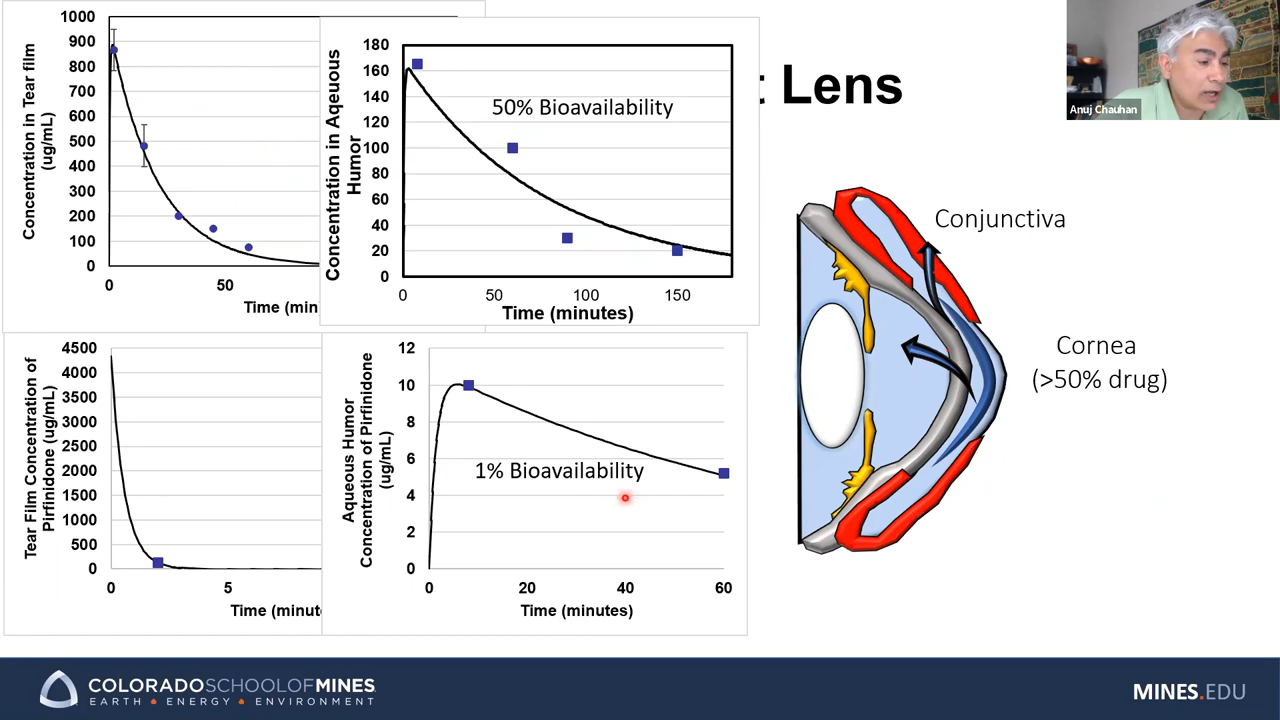 t Lens
Anuj Chauhan
Concentration in Tear film
(ug/mL)
1000
900
800
700
600
500
400
300
200
100
0
0
50
Time (min
Concentration in Aqeuous
Humor
180
160
140
120
100
80
60
40
20
0
50% Bioavailability
0
50
100
150
Time (minutes)
Conjunctiva
Cornea
(>50% drug)
Tear Film Concentration of
Pirfinidone (ug/mL)
4500
4000
3500
3000
2500
2000
1500
1000
500
0
0
5
Time (minut
Aqueous Humor
Concentration of Pirfinidone
(ug/mL)
12
10
8
6
4
2
0
1% Bioavailability
0
20
40
60
Time (minutes)
COLORADOSCHOOLOFMINES
EARTH • ENERGY • ENVIRONMENT
MINES.EDU